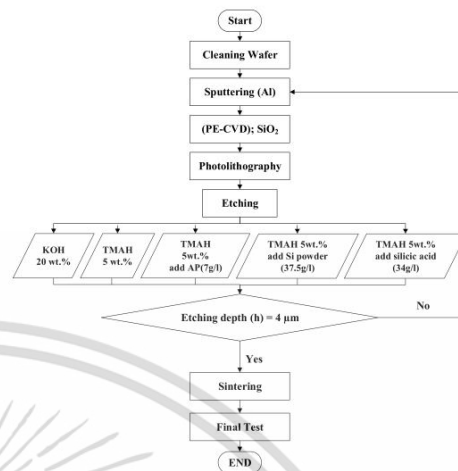 Start
Cleaning Wafer
Sputtering (Al)
(PE-CVD); SiO₂
Photolithography
Etching
KOH
20 wt.%
TMAH
5 wt.%
TMAH
5wt.%
add AP(7g/l)
TMAH 5wt.%
add Si powder
(37.5g/l)
TMAH 5wt.%
add silicic acid
(34g/l)
Etching depth (h) = 4 µm
No
Yes
Sintering
Final Test
END